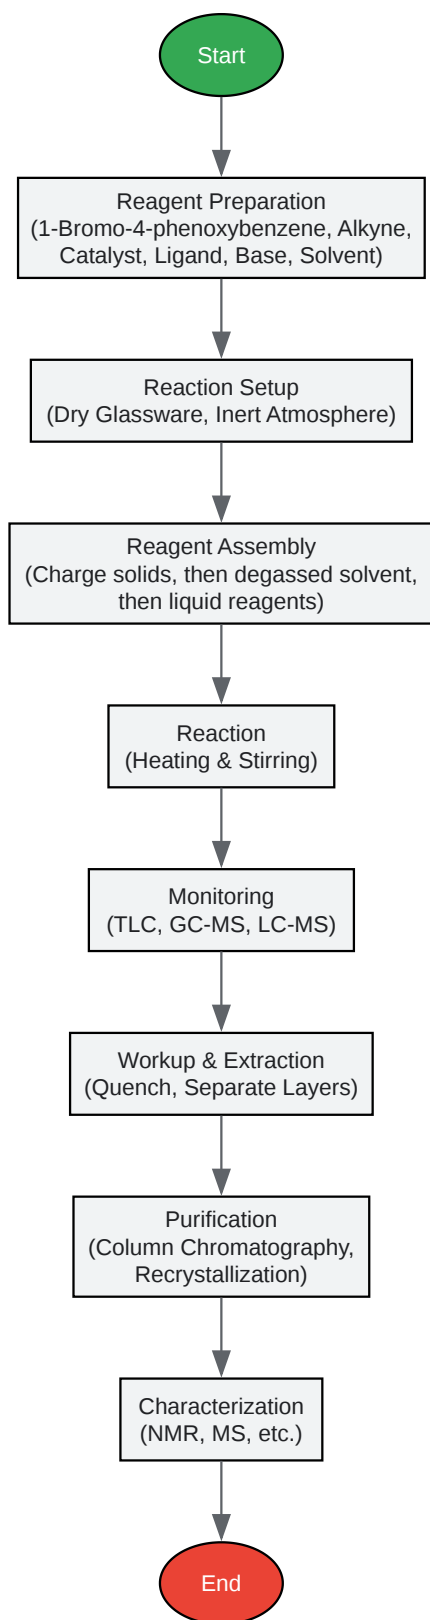 Start
Reagent Preparation
(1-Bromo-4-phenoxybenzene, Alkyne,
Catalyst, Ligand, Base, Solvent)
Reaction Setup
(Dry Glassware, Inert Atmosphere)
Reagent Assembly
(Charge solids, then degassed solvent,
then liquid reagents)
Reaction
(Heating & Stirring)
Monitoring
(TLC, GC-MS, LC-MS)
Workup & Extraction
(Quench, Separate Layers)
Purification
(Column Chromatography,
Recrystallization)
Characterization
(NMR, MS, etc.)
End